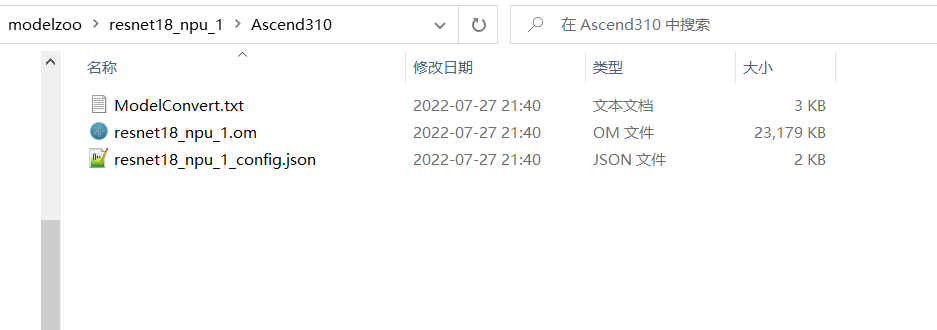 modelzoo > resnet18_npu_1 > Ascend310 在 Ascend310 中搜索
名称 修改日期 类型 大小
ModelConvert.txt 2022-07-27 21:40 文本文档 3 KB
resnet18_npu_1.om 2022-07-27 21:40 OM 文件 23,179 KB
resnet18_npu_1_config.json 2022-07-27 21:40 JSON 文件 2 KB